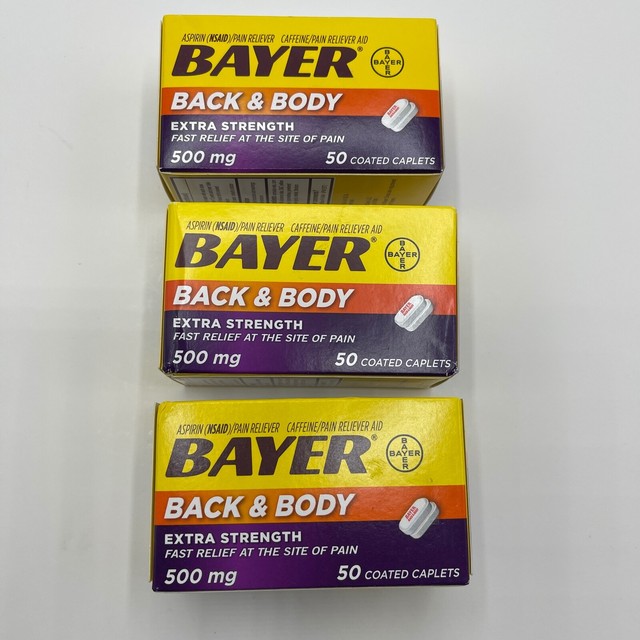 ASPIRIN (NSAID)/PAIN RELIEVER CAFFEINE/PAIN RELIEVER AID
BAYER®
BAYER
BAYER
BACK & BODY
EXTRA STRENGTH
FAST RELIEF AT THE SITE OF PAIN
500 mg 50 COATED CAPLETS
ASPIRIN (NSAID)/PAIN RELIEVER CAFFEINE/PAIN RELIEVER AID
BAYER®
BAYER
BAYER
BACK & BODY
EXTRA STRENGTH
FAST RELIEF AT THE SITE OF PAIN
500 mg 50 COATED CAPLETS
ASPIRIN (NSAID)/PAIN RELIEVER CAFFEINE/PAIN RELIEVER AID
BAYER®
BAYER
BAYER
BACK & BODY
EXTRA STRENGTH
FAST RELIEF AT THE SITE OF PAIN
500 mg 50 COATED CAPLETS